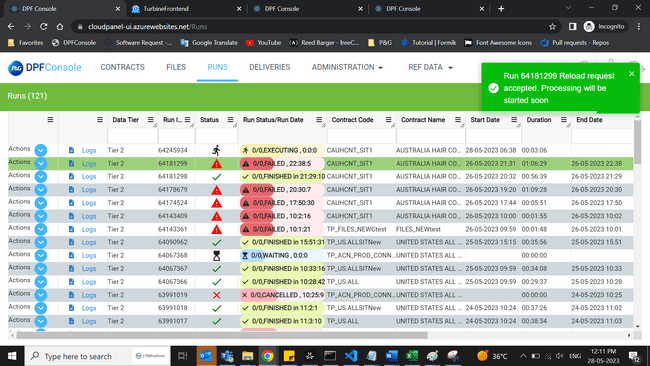 DPF Console
TurbineFrontend
DPF Console
DPF Console
cloudpanel-ui.azurewebsites.net/Runs
Incognito
Favorites
DPFConsole
Software Request -...
Google Translate
YouTube
Reed Barger - freeC...
P&G
Tutorial | Formik
Font Awesome Icons
Pull requests - Repos
P&G DPFConsole
CONTRACTS
FILES
RUNS
DELIVERIES
ADMINISTRATION
REF DATA
Run 64181299 Reload request
accepted. Processing will
be started soon
Runs (121)
Data Tier
Run I...
Status
Run Status/Run Date
Contract Code
Contract Name
Start Date
Duration
End Date
Actions Logs Tier 2 64245934 0/0,EXECUTING , 0:0:0 CAUHCNT_SIT1 AUSTRALIA HAIR CO... 28-05-2023 06:38 00:03:06
Actions Logs Tier 2 64181299 0/0,FAILED , 22:38:5 CAUHCNT_SIT1 AUSTRALIA HAIR CO... 26-05-2023 21:31 01:06:29 26-05-2023 22:38
Actions Logs Tier 2 64181298 0/0,FINISHED in 21:29:10 CAUHCNT_SIT1 AUSTRALIA HAIR CO... 26-05-2023 20:32 00:56:39 26-05-2023 21:29
Actions Logs Tier 2 64178679 0/0,FAILED , 20:30:7 CAUHCNT_SIT1 AUSTRALIA HAIR CO... 26-05-2023 19:20 01:09:28 26-05-2023 20:30
Actions Logs Tier 2 64174524 0/0,FAILED , 17:50:30 CAUHCNT_SIT1 AUSTRALIA HAIR CO... 26-05-2023 17:44 00:05:51 26-05-2023 17:50
Actions Logs Tier 2 64143409 0/0,FAILED , 10:2:16 CAUHCNT_SIT1 AUSTRALIA HAIR CO... 26-05-2023 10:00 00:01:55 26-05-2023 10:02
Actions Logs Tier 2 64143361 0/0,FAILED , 10:1:21 TP_FILES_NEWCtest FILES_NEWtest 26-05-2023 09:59 00:01:48 26-05-2023 10:01
Actions Logs Tier 2 64090962 0/0,FINISHED in 15:51:31 TP_US.ALLSITNew UNITED STATES ALL ... 25-05-2023 15:15 00:35:56 25-05-2023 15:51
Actions Logs Tier 2 64067368 0/0,WAITING , 0:0:0 TP_ACN_PROD_CONN... UNITED STATES ALL ... 00:00:00
Actions Logs Tier 2 64067367 0/0,FINISHED in 10:33:16 TP_US.ALLSITNew UNITED STATES ALL ... 25-05-2023 09:59 00:34:08 25-05-2023 10:33
Actions Logs Tier 2 64067366 0/0,FINISHED in 10:28:42 TP_US.ALL UNITED STATES ALL ... 25-05-2023 09:59 00:29:37 25-05-2023 10:28
Actions Logs Tier 2 63991019 0/0,CANCELLED , 10:25:9 TP_ACN_PROD_CONN... UNITED STATES ALL ... 00:00:00 24-05-2023 10:25
Actions Logs Tier 2 63991018 0/0,FINISHED in 11:2:1 TP_US.ALLSITNew UNITED STATES ALL ... 24-05-2023 10:24 00:37:26 24-05-2023 11:02
Actions Logs Tier 2 63991017 0/0,FINISHED in 11:3:10 TP_US.ALL UNITED STATES ALL ... 24-05-2023 10:24 00:38:34 24-05-2023 11:03
Type here to search
36°C
ENG
12:11 PM
28-05-2023